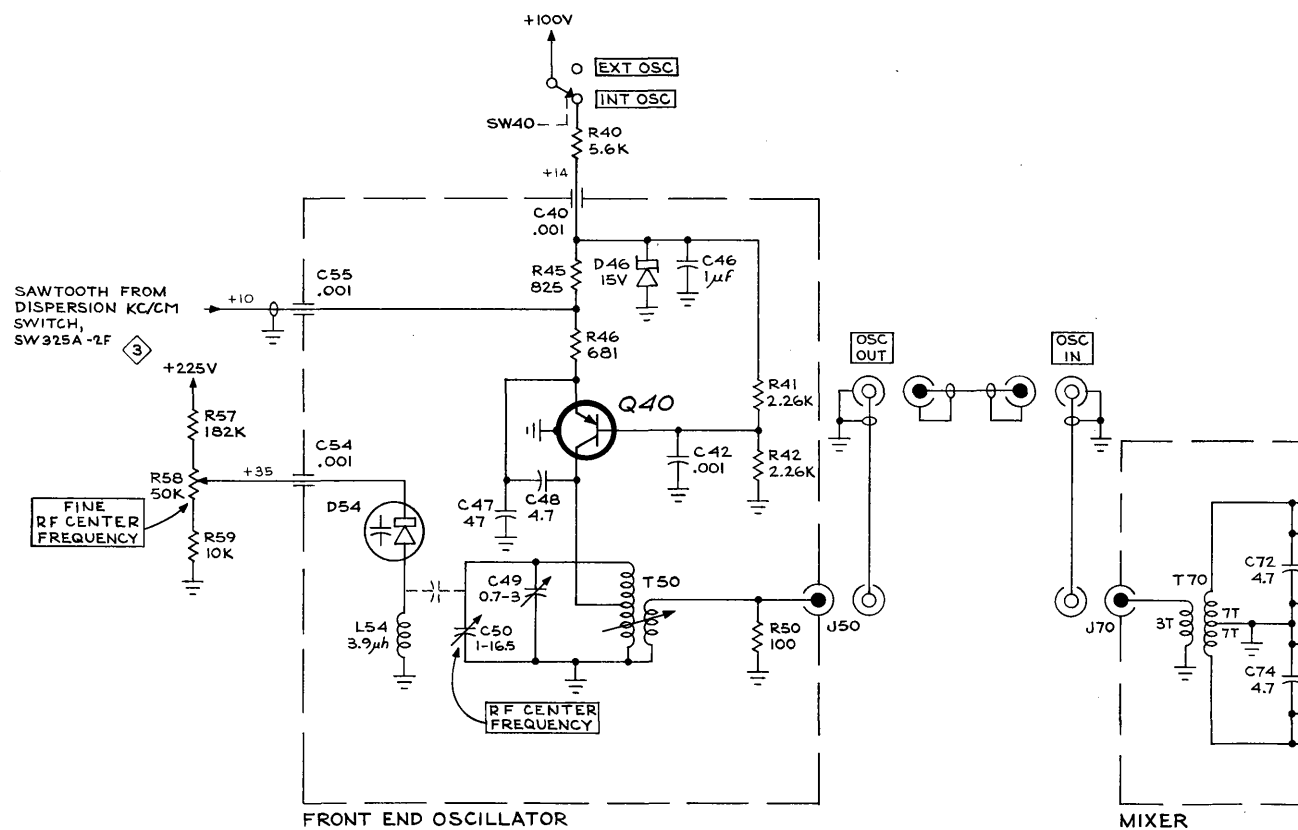 +100V
EXT OSC
INT OSC
SW40
R40
5.6K
+14
C40
.001
R45
825
D46
15V
C46
1µF
C55
.001
SAWTOOTH FROM
DISPERSION KC/CM
SWITCH,
SW325A-2F
3
+10
R46
681
+225V
R57
182K
R58
50K
+35
C54
.001
FINE
RF CENTER
FREQUENCY
R59
10K
D54
Q40
R41
2.26K
R42
2.26K
C42
.001
C47
47
C48
4.7
OSC
OUT
OSC
IN
C49
0.7-3
T50
L54
3.9µh
C50
1-16.5
R50
100
J50
RF CENTER
FREQUENCY
J70
T70
3T
7T
7T
C72
4.7
C74
4.7
FRONT END OSCILLATOR
MIXER